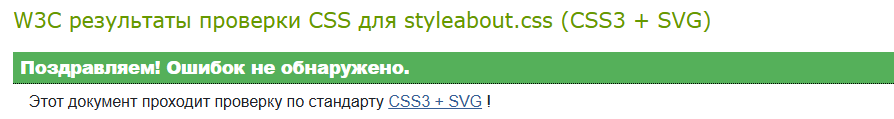 W3C результаты проверки CSS для styleabout.css (CSS3 + SVG)
Поздравляем! Ошибок не обнаружено.
Этот документ проходит проверку по стандарту CSS3 + SVG !